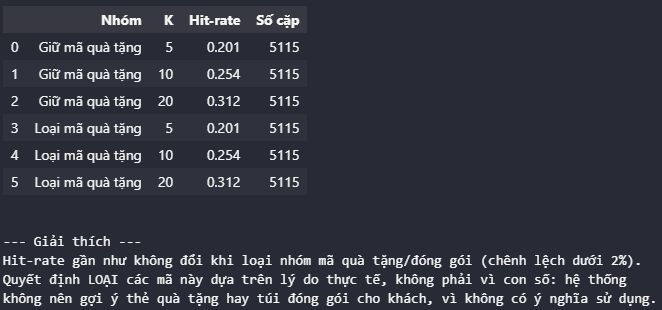 Nhóm K Hit-rate Số cặp
0 Giữ mã quà tặng 5 0.201 5115
1 Giữ mã quà tặng 10 0.254 5115
2 Giữ mã quà tặng 20 0.312 5115
3 Loại mã quà tặng 5 0.201 5115
4 Loại mã quà tặng 10 0.254 5115
5 Loại mã quà tặng 20 0.312 5115
--- Giải thích ---
Hit-rate gần như không đổi khi loại nhóm mã quà tặng/đóng gói (chênh lệch dưới 2%).
Quyết định LOẠI các mã này dựa trên lý do thực tế, không phải vì con số: hệ thống
không nên gợi ý thẻ quà tặng hay túi đóng gói cho khách, vì không có ý nghĩa sử dụng.